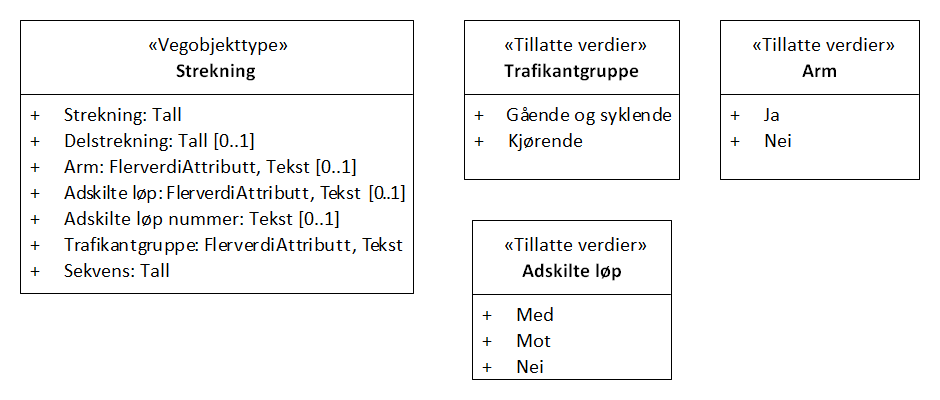 «Vegobjekttype»
Strekning
+ Strekning: Tall
+ Delstrekning: Tall [0..1]
+ Arm: FlerverdiAttributt, Tekst [0..1]
+ Adskilte løp: FlerverdiAttributt, Tekst [0..1]
+ Adskilte løp nummer: Tekst [0..1]
+ Trafikantgruppe: FlerverdiAttributt, Tekst
+ Sekvens: Tall
«Tillatte verdier»
Trafikantgruppe
+ Gående og syklende
+ Kjørende
«Tillatte verdier»
Arm
+ Ja
+ Nei
«Tillatte verdier»
Adskilte løp
+ Med
+ Mot
+ Nei